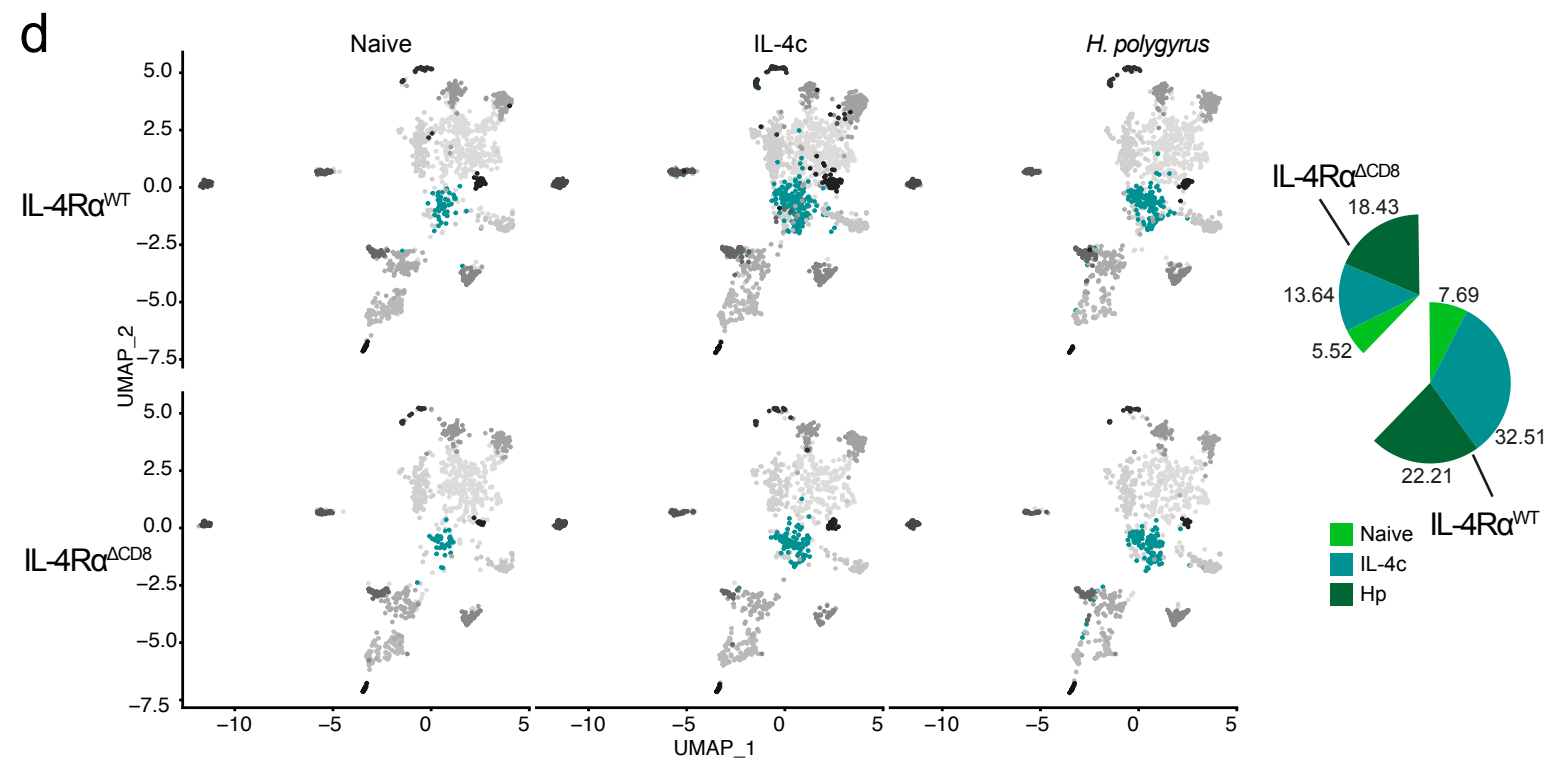 d
Naive
IL-4c
H. polygyrus
5.0
2.5
0.0
−2.5
−5.0
−7.5
IL-4Rα^WT
UMAP_2
5.0
2.5
0.0
−2.5
−5.0
−7.5
IL-4Rα^ΔCD8
−10 −5 0 5
−10 −5 0 5
−10 −5 0 5
UMAP_1
IL-4Rα^ΔCD8
18.43
13.64
5.52
7.69
32.51
22.21
IL-4Rα^WT
Naive
IL-4c
Hp